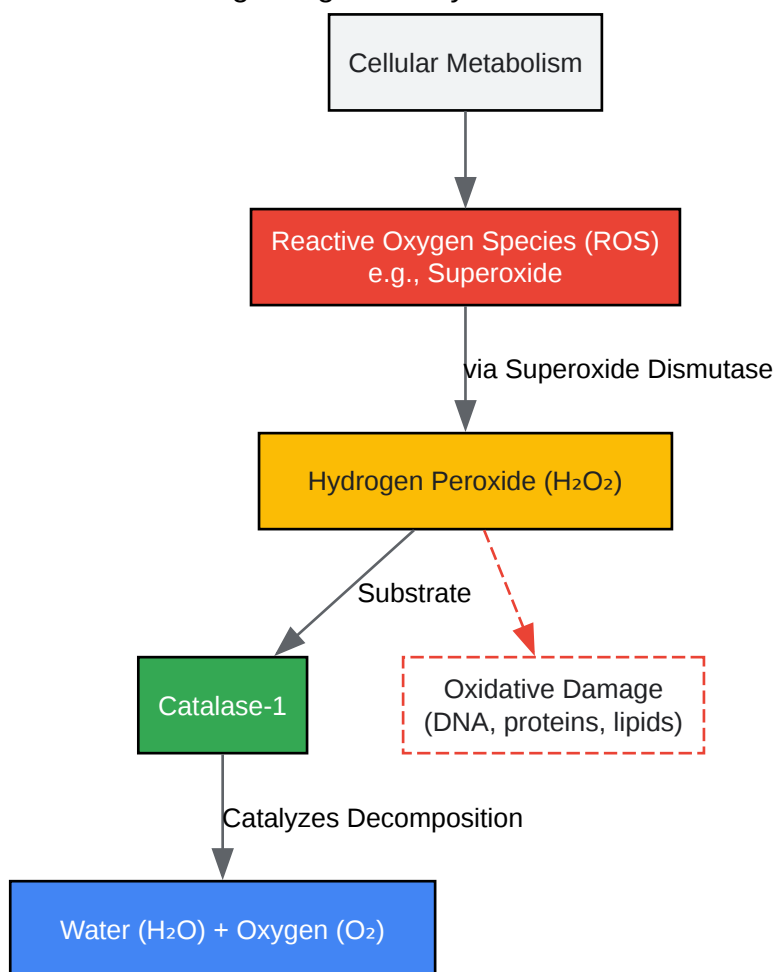 Cellular Metabolism
Reactive Oxygen Species (ROS)
e.g., Superoxide
via Superoxide Dismutase
Hydrogen Peroxide (H₂O₂)
Substrate
Catalase-1
Oxidative Damage
(DNA, proteins, lipids)
Catalyzes Decomposition
Water (H₂O) + Oxygen (O₂)